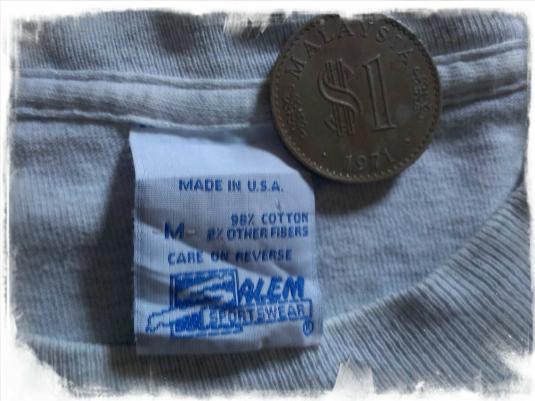 MALAYSIA
$1
1971
MADE IN U.S.A.
98% COTTON
M- 2% OTHER FIBERS
CARE ON REVERSE
SALEM
SPORTSWEAR ®